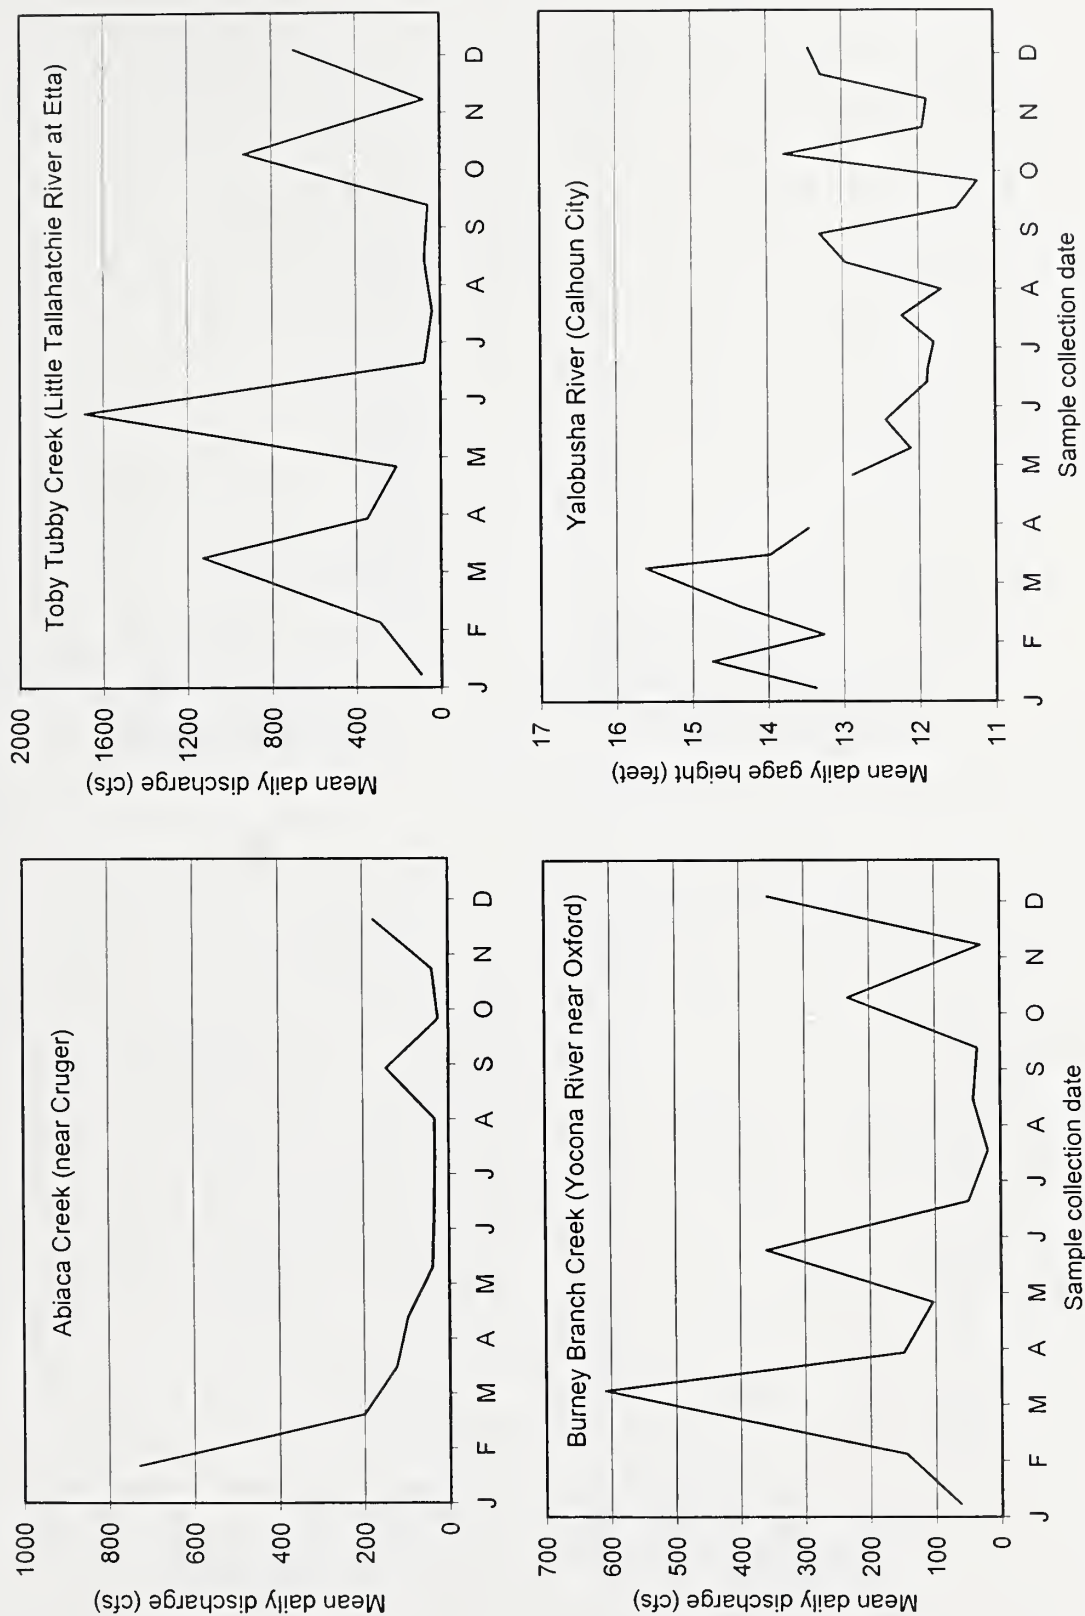 Abiaca Creek (near Cruger)
Mean daily discharge (cfs)
1000
800
600
400
200
0
J F M A M J J A S O N D
Toby Tubby Creek (Little Tallahatchie River at Etta)
Mean daily discharge (cfs)
2000
1600
1200
800
400
0
J F M A M J J A S O N D
Burney Branch Creek (Yocona River near Oxford)
Mean daily discharge (cfs)
700
600
500
400
300
200
100
0
J F M A M J J A S O N D
Sample collection date
Yalobusha River (Calhoun City)
Mean daily gage height (feet)
17
16
15
14
13
12
11
J F M A M J J A S O N D
Sample collection date